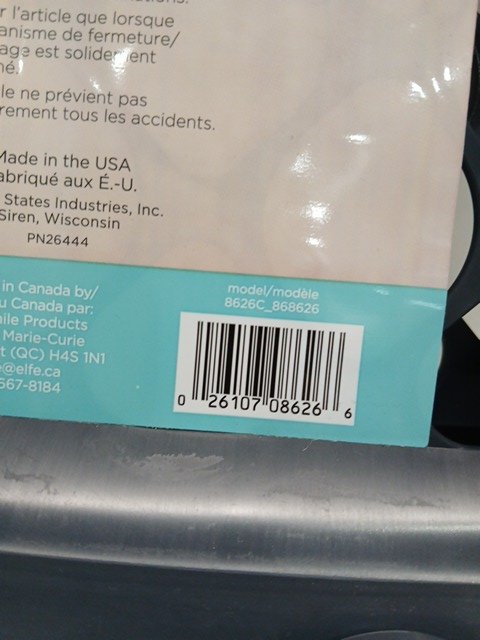 r l'article que lorsque
anisme de fermeture/
age est solidement
né.
le ne prévient pas
rement tous les accidents.
Made in the USA
abriqué aux É.-U.
States Industries, Inc.
Siren, Wisconsin
PN26444
in Canada by/
u Canada par:
ile Products
Marie-Curie
t (QC) H4S 1N1
e@elfe.ca
567-8184
model/modèle
8626C_868626
0 26107 08626 6